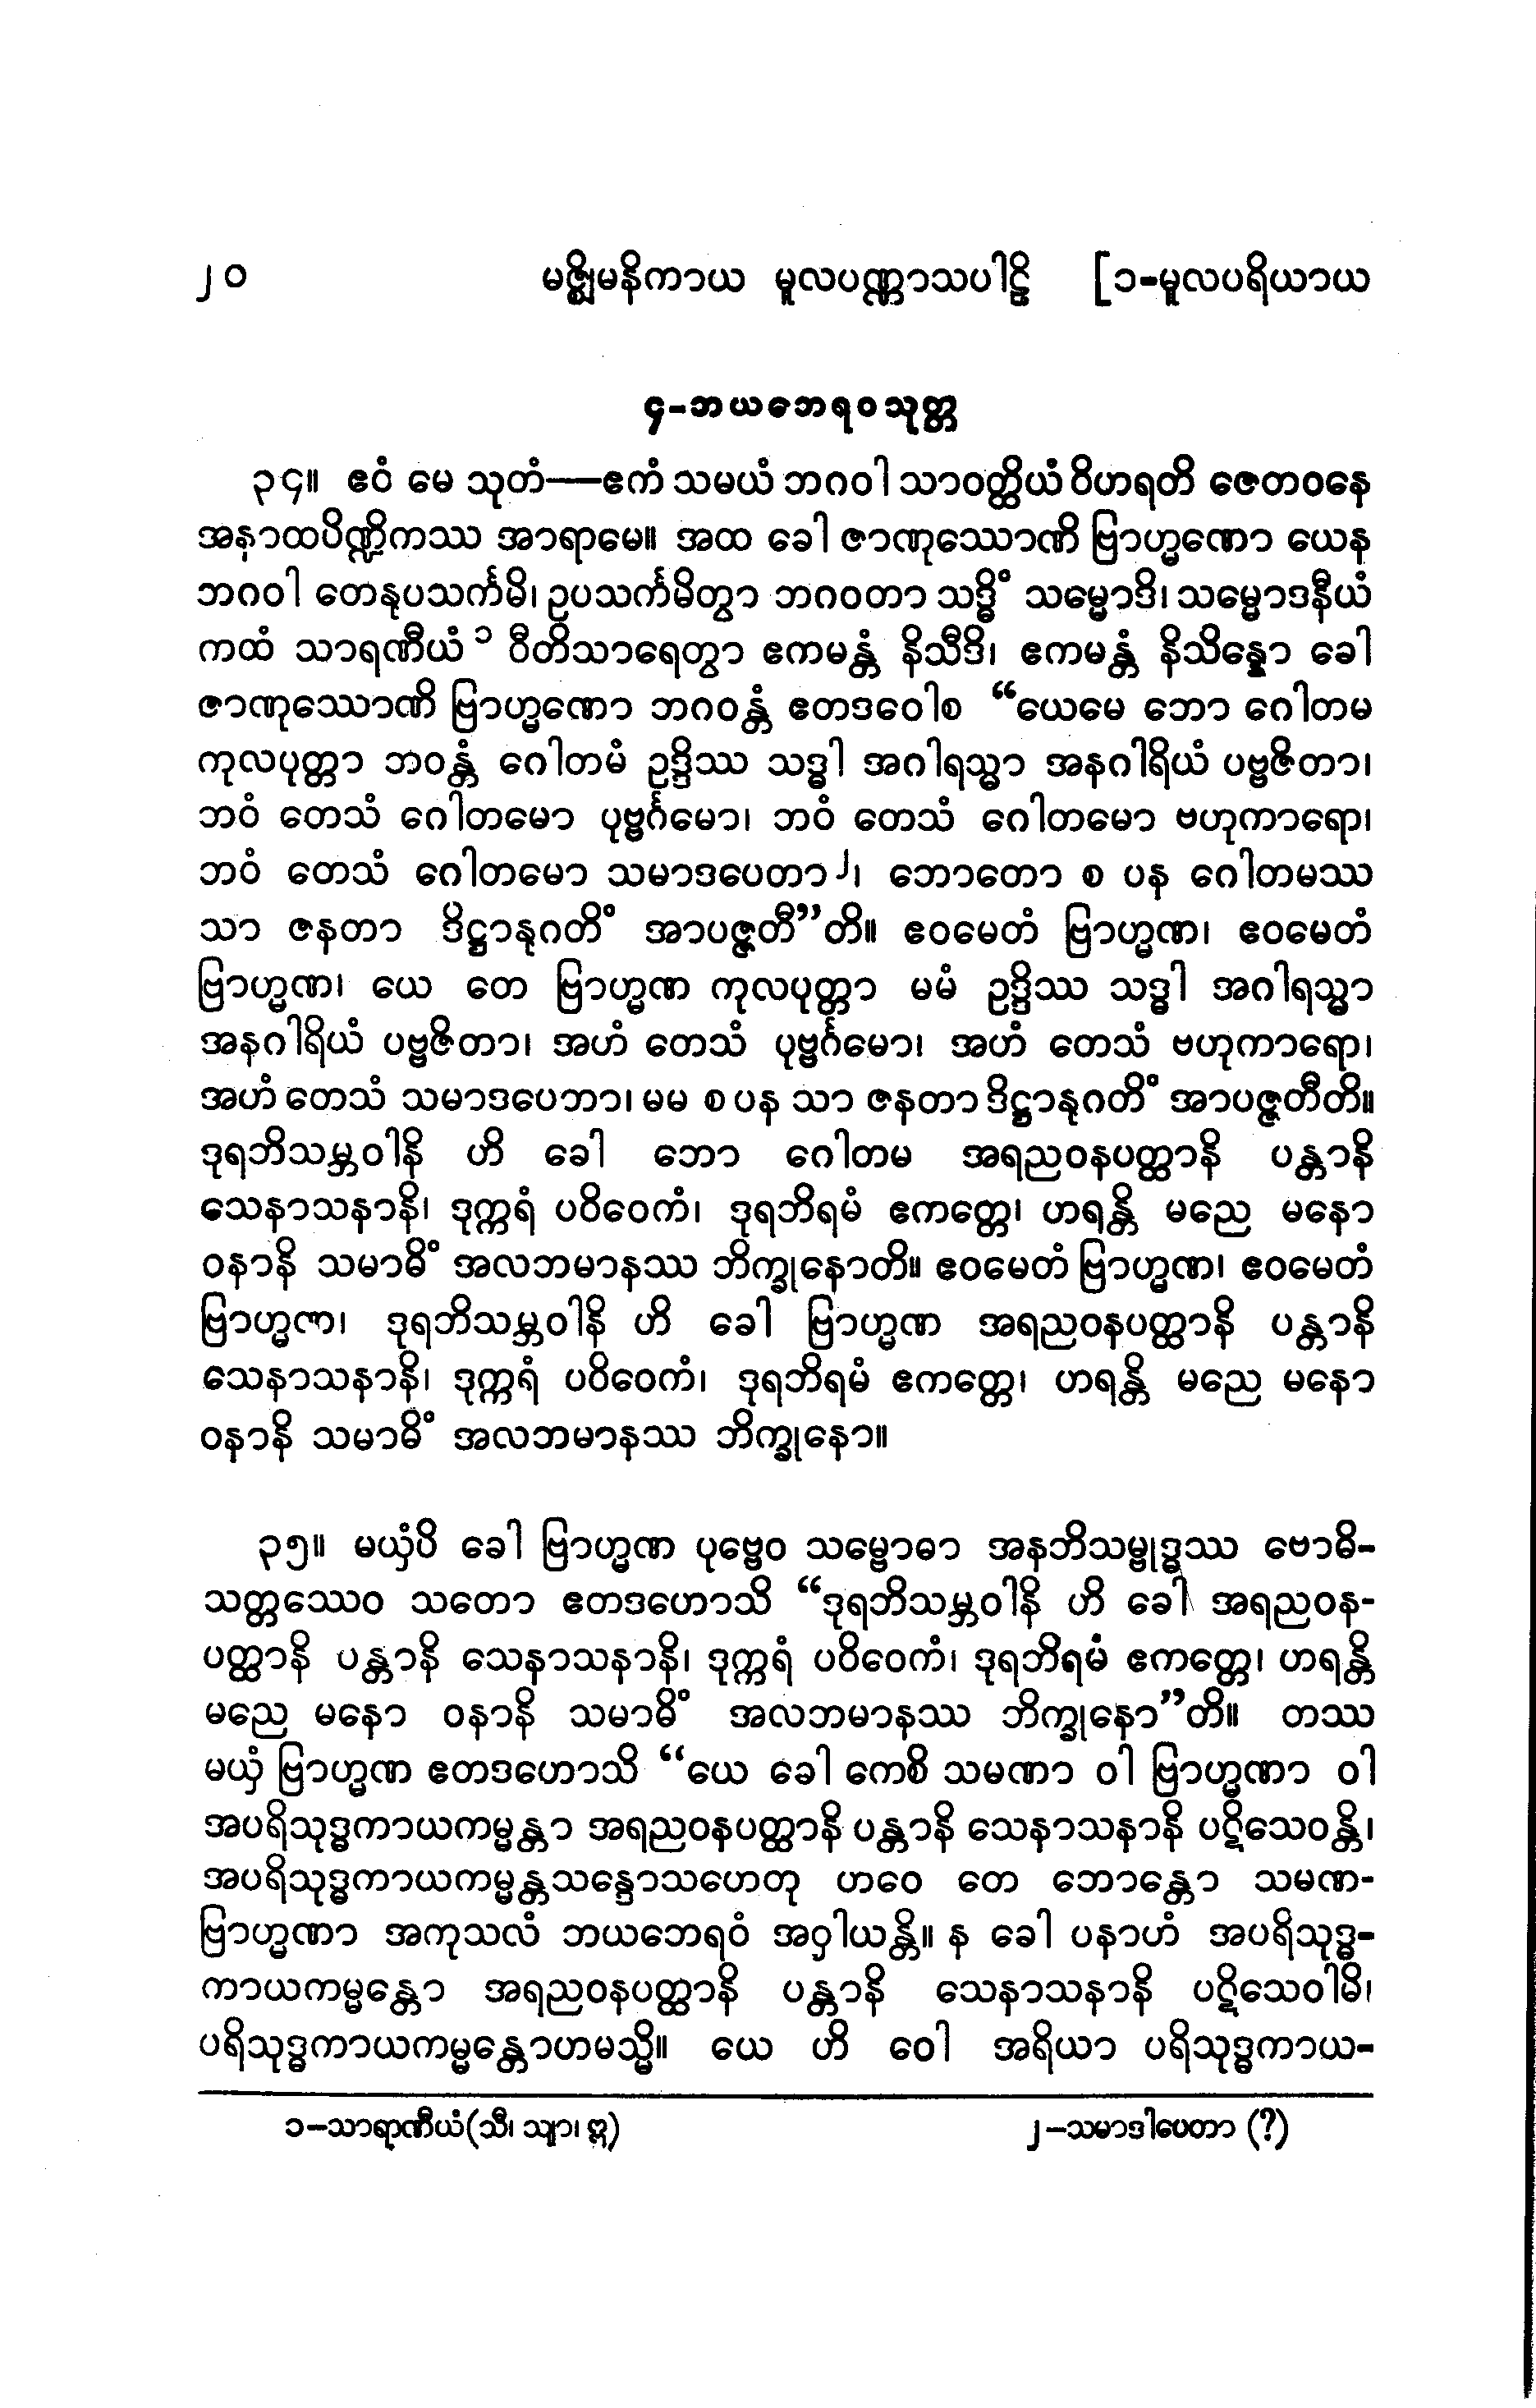 ၂၀ မဇ္ဈိမနိကာယ မူလပဏ္ဏာသပါဠိ [၁-မူလပရိယာယ
၄-ဘယဘေရဝသုတ္တ
၃၄။ ဧဝံ မေ သုတံ——ဧကံ သမယံ ဘဂဝါ သာဝတ္ထိယံ ဝိဟရတိ ဇေတဝနေ
အနာထပိဏ္ဍိကဿ အာရာမေ။ အထ ခေါ ဇာဏုဿောဏိ ဗြာဟ္မဏော ယေန
ဘဂဝါ တေနုပသင်္ကမိ၊ ဥပသင်္ကမိတွာ ဘဂဝတာ သဒ္ဓိံ သမ္မောဒိ၊ သမ္မောဒနီယံ
ကထံ သာရဏီယံ ၁ ဝီတိသာရေတွာ ဧကမန္တံ နိသီဒိ၊ ဧကမန္တံ နိသိန္နော ခေါ
ဇာဏုဿောဏိ ဗြာဟ္မဏော ဘဂဝန္တံ ဧတဒဝေါစ “ယေမေ ဘော ဂေါတမ
ကုလပုတ္တာ ဘဝန္တံ ဂေါတမံ ဥဒ္ဒိဿ သဒ္ဓါ အဂါရသ္မာ အနဂါရိယံ ပဗ္ဗဇိတာ၊
ဘဝံ တေသံ ဂေါတမော ပုဗ္ဗင်္ဂမော၊ ဘဝံ တေသံ ဂေါတမော ဗဟုကာရော၊
ဘဝံ တေသံ ဂေါတမော သမာဒပေတာ ၂၊ ဘောတော စ ပန ဂေါတမဿ
သာ ဇနတာ ဒိဋ္ဌာနုဂတိံ အာပဇ္ဇတီ”တိ။ ဧဝမေတံ ဗြာဟ္မဏ၊ ဧဝမေတံ
ဗြာဟ္မဏ၊ ယေ တေ ဗြာဟ္မဏ ကုလပုတ္တာ မမံ ဥဒ္ဒိဿ သဒ္ဓါ အဂါရသ္မာ
အနဂါရိယံ ပဗ္ဗဇိတာ၊ အဟံ တေသံ ပုဗ္ဗင်္ဂမော၊ အဟံ တေသံ ဗဟုကာရော၊
အဟံ တေသံ သမာဒပေတာ၊ မမ စ ပန သာ ဇနတာ ဒိဋ္ဌာနုဂတိံ အာပဇ္ဇတီတိ။
ဒုရဘိသမ္ဘဝါနိ ဟိ ခေါ ဘော ဂေါတမ အရညဝနပတ္ထာနိ ပန္တာနိ
သေနာသနာနိ၊ ဒုက္ကရံ ပဝိဝေကံ၊ ဒုရဘိရမံ ဧကတ္တေ၊ ဟရန္တိ မညေ မနော
ဝနာနိ သမာဓိံ အလဘမာနဿ ဘိက္ခုနောတိ။ ဧဝမေတံ ဗြာဟ္မဏ၊ ဧဝမေတံ
ဗြာဟ္မဏ၊ ဒုရဘိသမ္ဘဝါနိ ဟိ ခေါ ဗြာဟ္မဏ အရညဝနပတ္ထာနိ ပန္တာနိ
သေနာသနာနိ၊ ဒုက္ကရံ ပဝိဝေကံ၊ ဒုရဘိရမံ ဧကတ္တေ၊ ဟရန္တိ မညေ မနော
ဝနာနိ သမာဓိံ အလဘမာနဿ ဘိက္ခုနော။
၃၅။ မယှံပိ ခေါ ဗြာဟ္မဏ ပုဗ္ဗေဝ သမ္ဗောဓာ အနဘိသမ္ဗုဒ္ဓဿ ဗောဓိ-
သတ္တဿေဝ သတော ဧတဒဟောသိ “ဒုရဘိသမ္ဘဝါနိ ဟိ ခေါ အရညဝန-
ပတ္ထာနိ ပန္တာနိ သေနာသနာနိ၊ ဒုက္ကရံ ပဝိဝေကံ၊ ဒုရဘိရမံ ဧကတ္တေ၊ ဟရန္တိ
မညေ မနော ဝနာနိ သမာဓိံ အလဘမာနဿ ဘိက္ခုနော”တိ။ တဿ
မယှံ ဗြာဟ္မဏ ဧတဒဟောသိ “ယေ ခေါ ကေစိ သမဏာ ဝါ ဗြာဟ္မဏာ ဝါ
အပရိသုဒ္ဓကာယကမ္မန္တာ အရညဝနပတ္ထာနိ ပန္တာနိ သေနာသနာနိ ပဋိသေဝန္တိ၊
အပရိသုဒ္ဓကာယကမ္မန္တသန္ဒောသဟေတု ဟဝေ တေ ဘောန္တော သမဏ-
ဗြာဟ္မဏာ အကုသလံ ဘယဘေရဝံ အဝှါယန္တိ။ န ခေါ ပနာဟံ အပရိသုဒ္ဓ-
ကာယကမ္မန္တော အရညဝနပတ္ထာနိ ပန္တာနိ သေနာသနာနိ ပဋိသေဝါမိ၊
ပရိသုဒ္ဓကာယကမ္မန္တောဟမသ္မိ။ ယေ ဟိ ဝေါ အရိယာ ပရိသုဒ္ဓကာယ-
၁-သာရာဏီယံ(သီ၊ သျာ၊ ဣ) ၂-သမာဒါပေတာ (?)